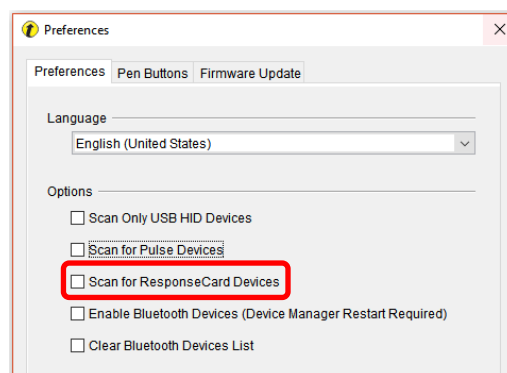 Preferences
Preferences Pen Buttons Firmware Update
Language
English (United States)
Options
Scan Only USB HID Devices
Scan for Pulse Devices
Scan for ResponseCard Devices
Enable Bluetooth Devices (Device Manager Restart Required)
Clear Bluetooth Devices List